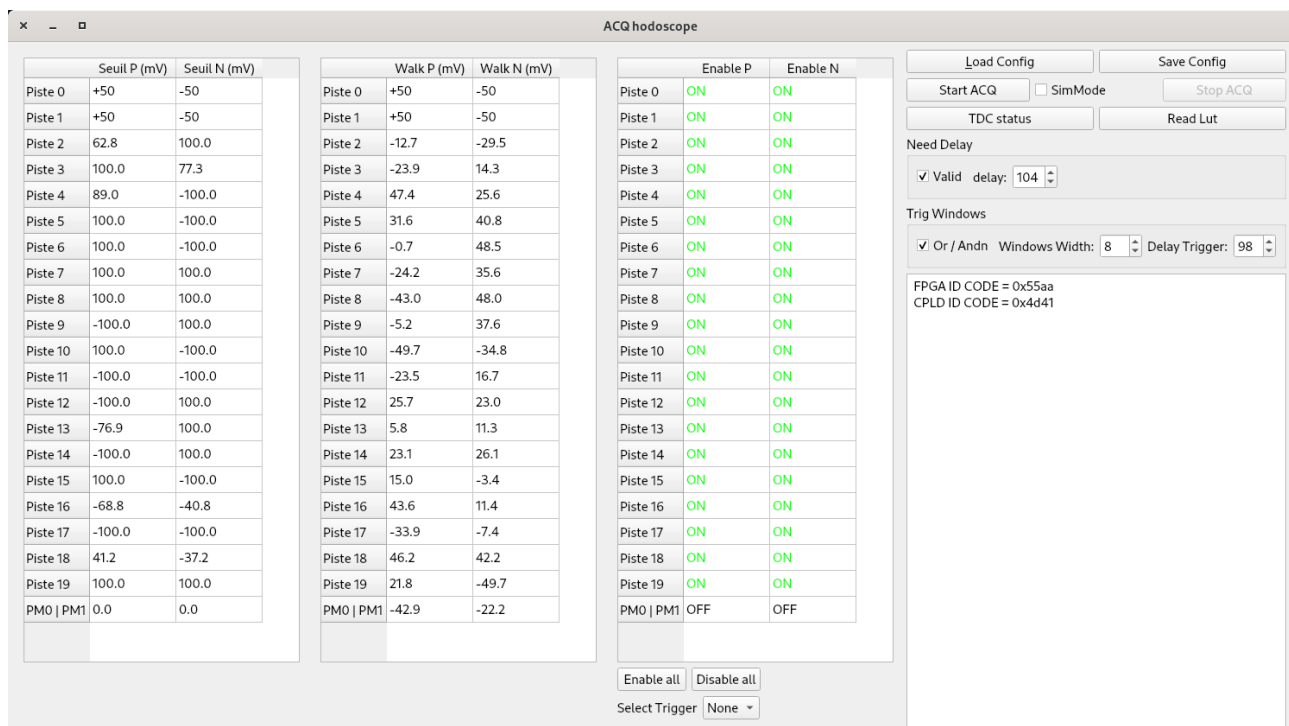 ACQ hodoscope
Seuil P (mV) Seuil N (mV)
Piste 0 +50 -50
Piste 1 +50 -50
Piste 2 62.8 100.0
Piste 3 100.0 77.3
Piste 4 89.0 -100.0
Piste 5 100.0 -100.0
Piste 6 100.0 -100.0
Piste 7 100.0 100.0
Piste 8 100.0 100.0
Piste 9 -100.0 100.0
Piste 10 100.0 -100.0
Piste 11 -100.0 -100.0
Piste 12 -100.0 100.0
Piste 13 -76.9 100.0
Piste 14 -100.0 100.0
Piste 15 100.0 -100.0
Piste 16 -68.8 -40.8
Piste 17 -100.0 -100.0
Piste 18 41.2 -37.2
Piste 19 100.0 100.0
PM0 | PM1 0.0 0.0
Walk P (mV) Walk N (mV)
Piste 0 +50 -50
Piste 1 +50 -50
Piste 2 -12.7 -29.5
Piste 3 -23.9 14.3
Piste 4 47.4 25.6
Piste 5 31.6 40.8
Piste 6 -0.7 48.5
Piste 7 -24.2 35.6
Piste 8 -43.0 48.0
Piste 9 -5.2 37.6
Piste 10 -49.7 -34.8
Piste 11 -23.5 16.7
Piste 12 25.7 23.0
Piste 13 5.8 11.3
Piste 14 23.1 26.1
Piste 15 15.0 -3.4
Piste 16 43.6 11.4
Piste 17 -33.9 -7.4
Piste 18 46.2 42.2
Piste 19 21.8 -49.7
PM0 | PM1 -42.9 -22.2
Enable P Enable N
Piste 0 ON ON
Piste 1 ON ON
Piste 2 ON ON
Piste 3 ON ON
Piste 4 ON ON
Piste 5 ON ON
Piste 6 ON ON
Piste 7 ON ON
Piste 8 ON ON
Piste 9 ON ON
Piste 10 ON ON
Piste 11 ON ON
Piste 12 ON ON
Piste 13 ON ON
Piste 14 ON ON
Piste 15 ON ON
Piste 16 ON ON
Piste 17 ON ON
Piste 18 ON ON
Piste 19 ON ON
PM0 | PM1 OFF OFF
Enable all Disable all
Select Trigger None
Load Config Save Config
Start ACQ SimMode Stop ACQ
TDC status Read Lut
Need Delay
Valid delay: 104
Trig Windows
Or / Andn Windows Width: 8 Delay Trigger: 98
FPGA ID CODE = 0x55aa
CPLD ID CODE = 0x4d41